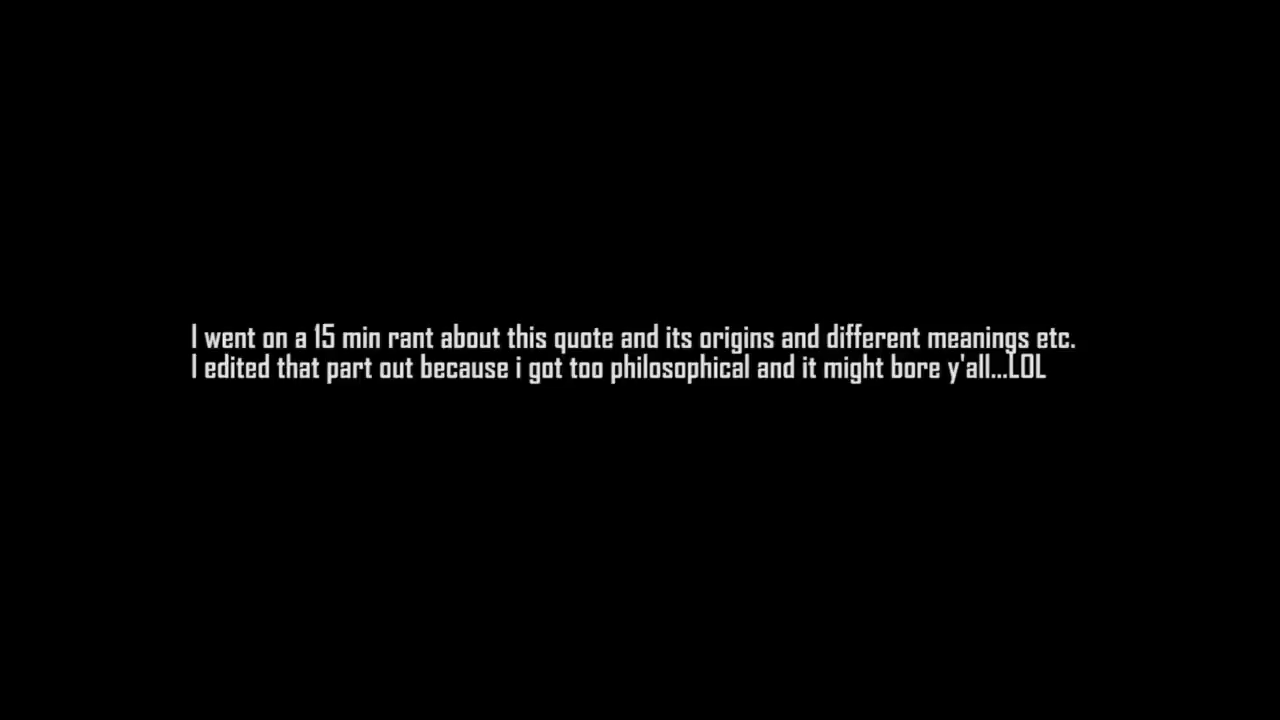 I went on a 15 min rant about this quote and its origins and different meanings etc.
I edited that part out because i got too philosophical and it might bore y'all...LOL